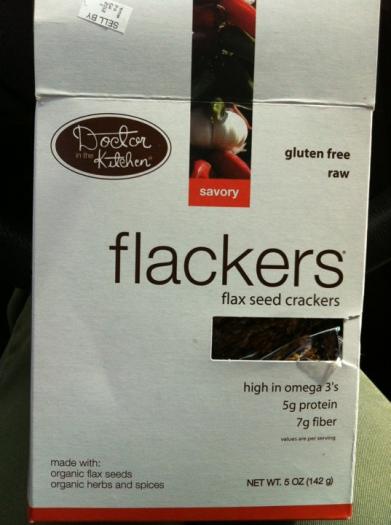 SELL BY
Doctor
in the
Kitchen®
gluten free
raw
savory
flackers®
flax seed crackers
high in omega 3's
5g protein
7g fiber
values are per serving
made with:
organic flax seeds
organic herbs and spices
NET WT. 5 OZ (142 g)